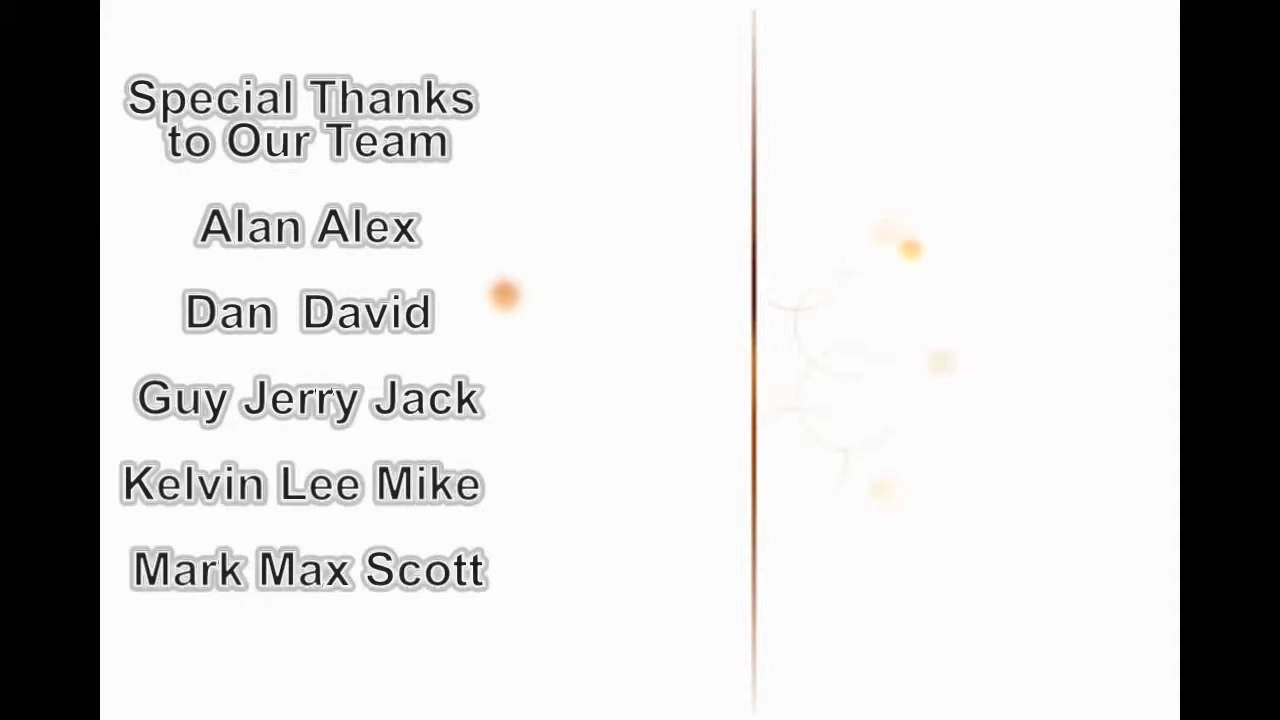 Special Thanks
to Our Team
Alan Alex
Dan David
Guy Jerry Jack
Kelvin Lee Mike
Mark Max Scott